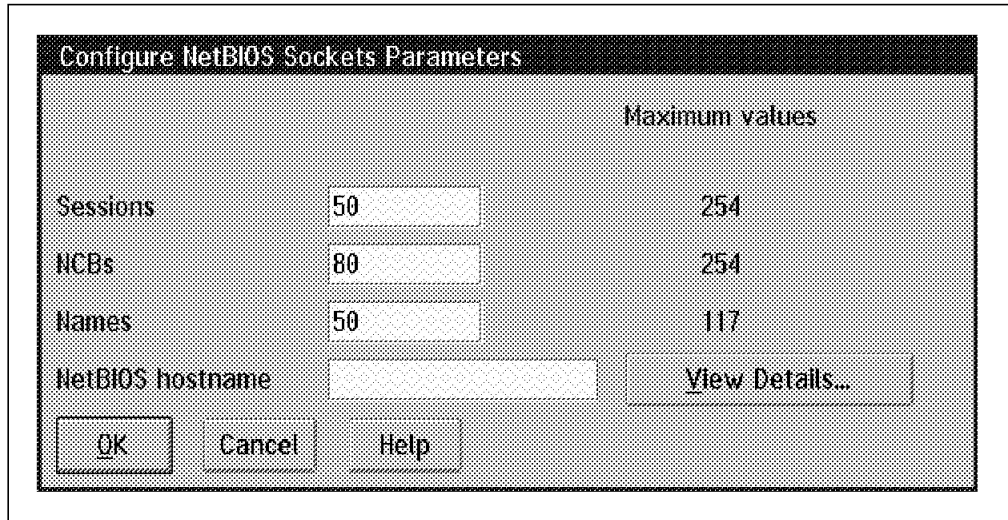 Configure NetBIOS Sockets Parameters
Maximum values
Sessions 50 254
NCBs 80 254
Names 50 117
NetBIOS hostname View Details...
OK Cancel Help